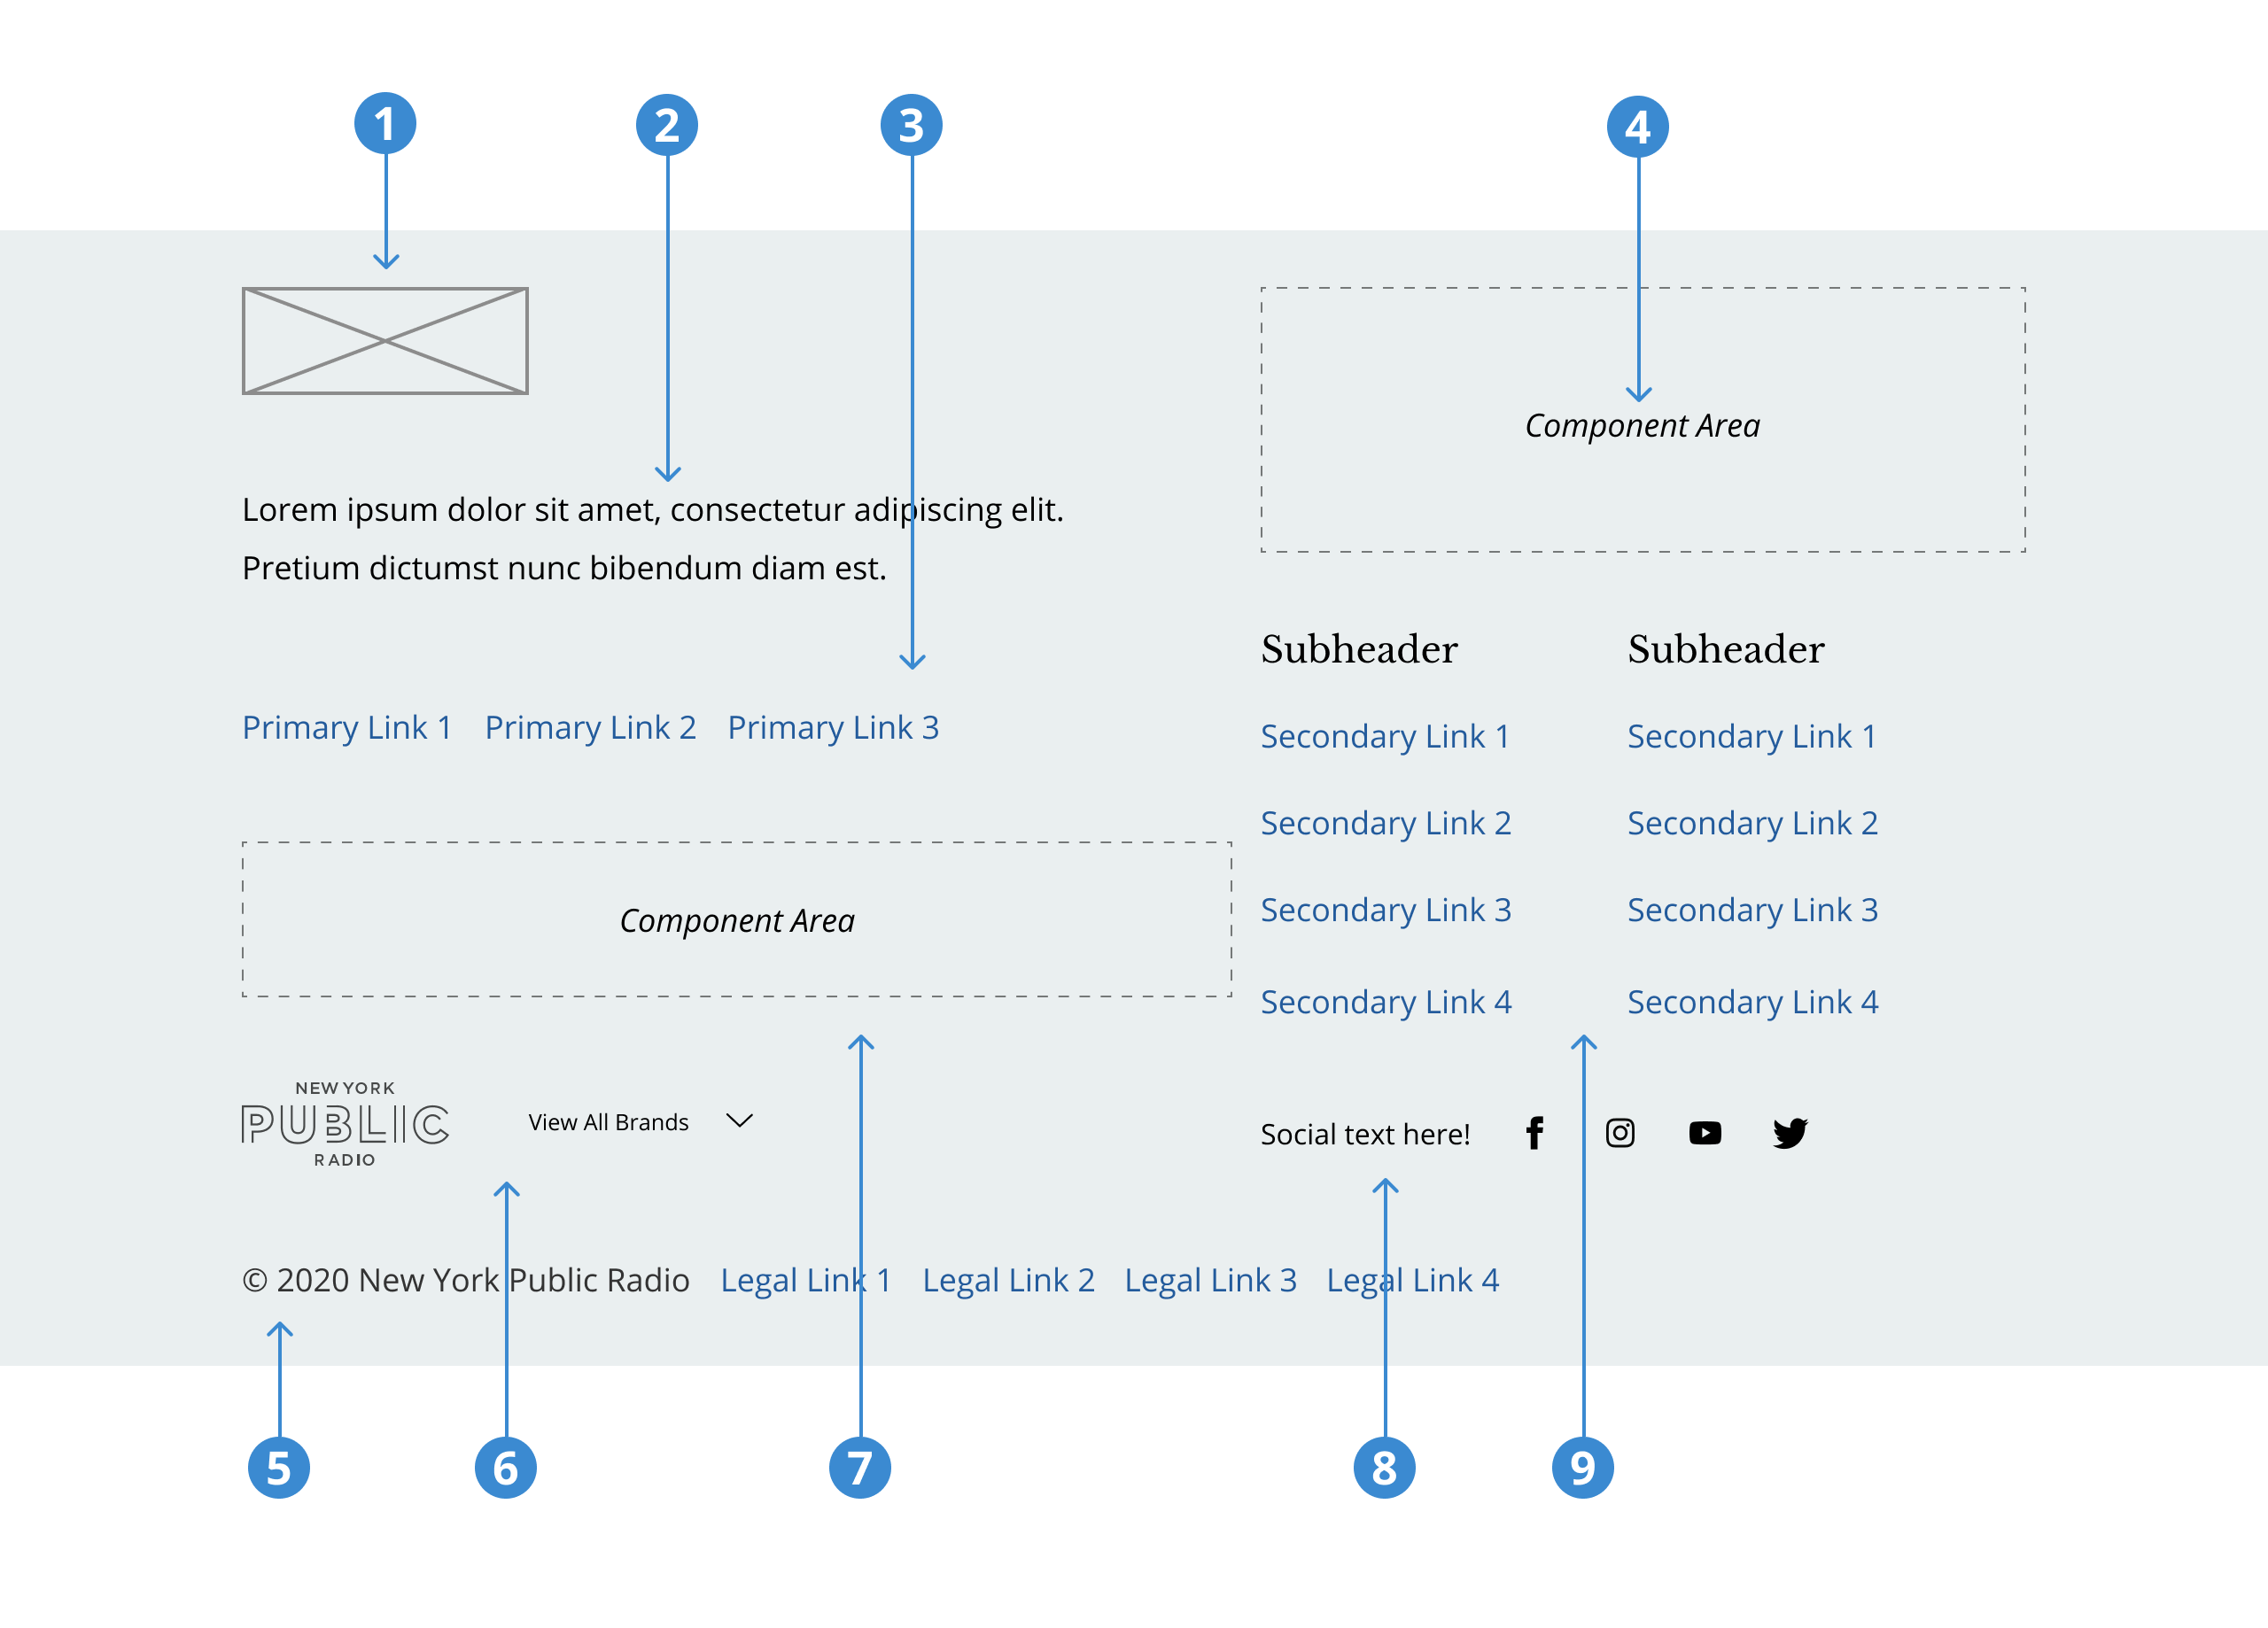 1
2
3
4
Lorem ipsum dolor sit amet, consectetur adipiscing elit.
Pretium dictumst nunc bibendum diam est.
Primary Link 1 Primary Link 2 Primary Link 3
Component Area
Component Area
Subheader
Secondary Link 1
Secondary Link 2
Secondary Link 3
Secondary Link 4
Subheader
Secondary Link 1
Secondary Link 2
Secondary Link 3
Secondary Link 4
NEW YORK
PUBLIC
RADIO
View All Brands
Social text here!
© 2020 New York Public Radio Legal Link 1 Legal Link 2 Legal Link 3 Legal Link 4
5
6
7
8
9